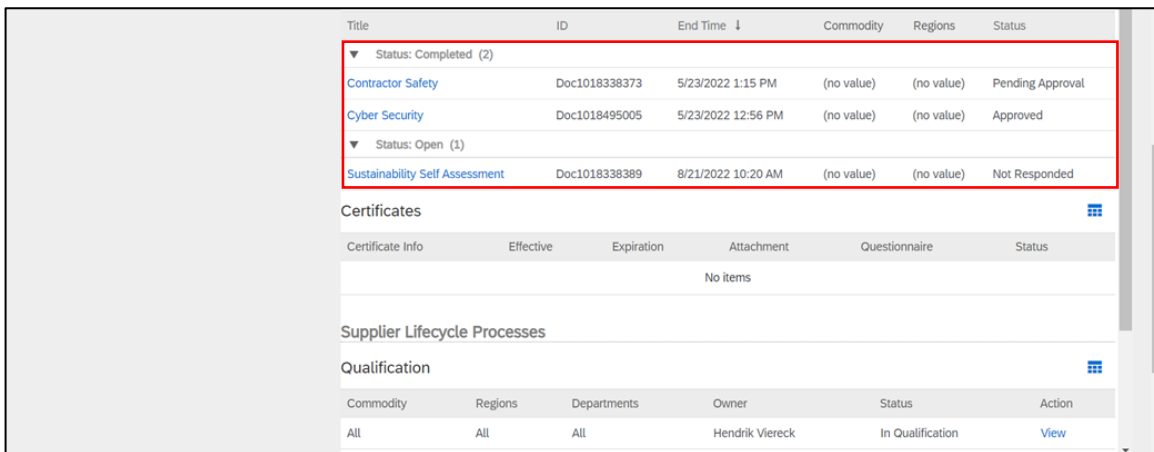 Title ID End Time ↓ Commodity Regions Status
▼ Status: Completed (2)
Contractor Safety Doc1018338373 5/23/2022 1:15 PM (no value) (no value) Pending Approval
Cyber Security Doc1018495005 5/23/2022 12:56 PM (no value) (no value) Approved
▼ Status: Open (1)
Sustainability Self Assessment Doc1018338389 8/21/2022 10:20 AM (no value) (no value) Not Responded
Certificates
Certificate Info Effective Expiration Attachment Questionnaire Status
No items
Supplier Lifecycle Processes
Qualification
Commodity Regions Departments Owner Status Action
All All All Hendrik Viereck In Qualification View